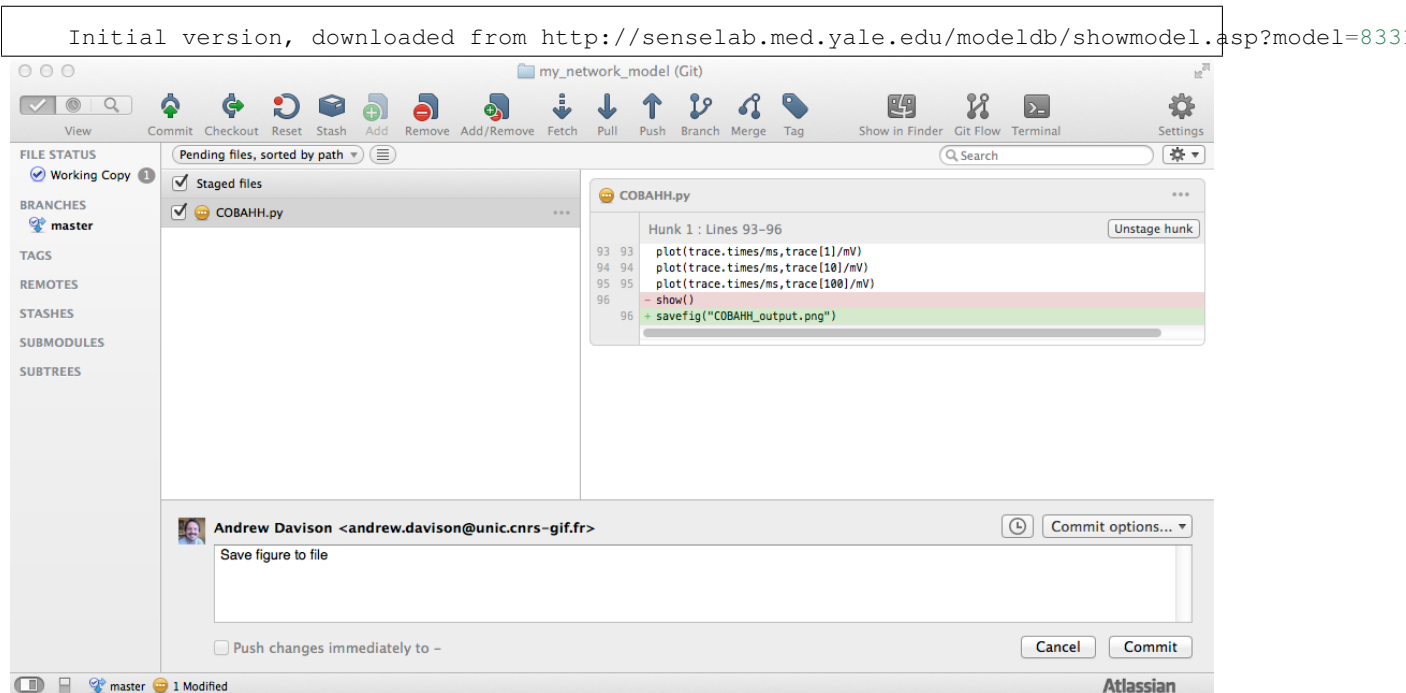 Initial version, downloaded from http://senselab.med.yale.edu/modeldb/showmodel.asp?model=833
my_network_model (Git)
View Commit Checkout Reset Stash Add Remove Add/Remove Fetch Pull Push Branch Merge Tag Show in Finder Git Flow Terminal Settings
FILE STATUS
Working Copy 1
BRANCHES
master
TAGS
REMOTES
STASHES
SUBMODULES
SUBTREES
Pending files, sorted by path
Search
Staged files
COBAHH.py
COBAHH.py
Hunk 1 : Lines 93-96
Unstage hunk
93 93 plot(trace.times/ms,trace[1]/mV)
94 94 plot(trace.times/ms,trace[10]/mV)
95 95 plot(trace.times/ms,trace[100]/mV)
96 - show()
96 + savefig("COBAHH_output.png")
Andrew Davison <andrew.davison@unic.cnrs-gif.fr>
Commit options...
Save figure to file
Push changes immediately to -
Cancel Commit
master 1 Modified
Atlassian